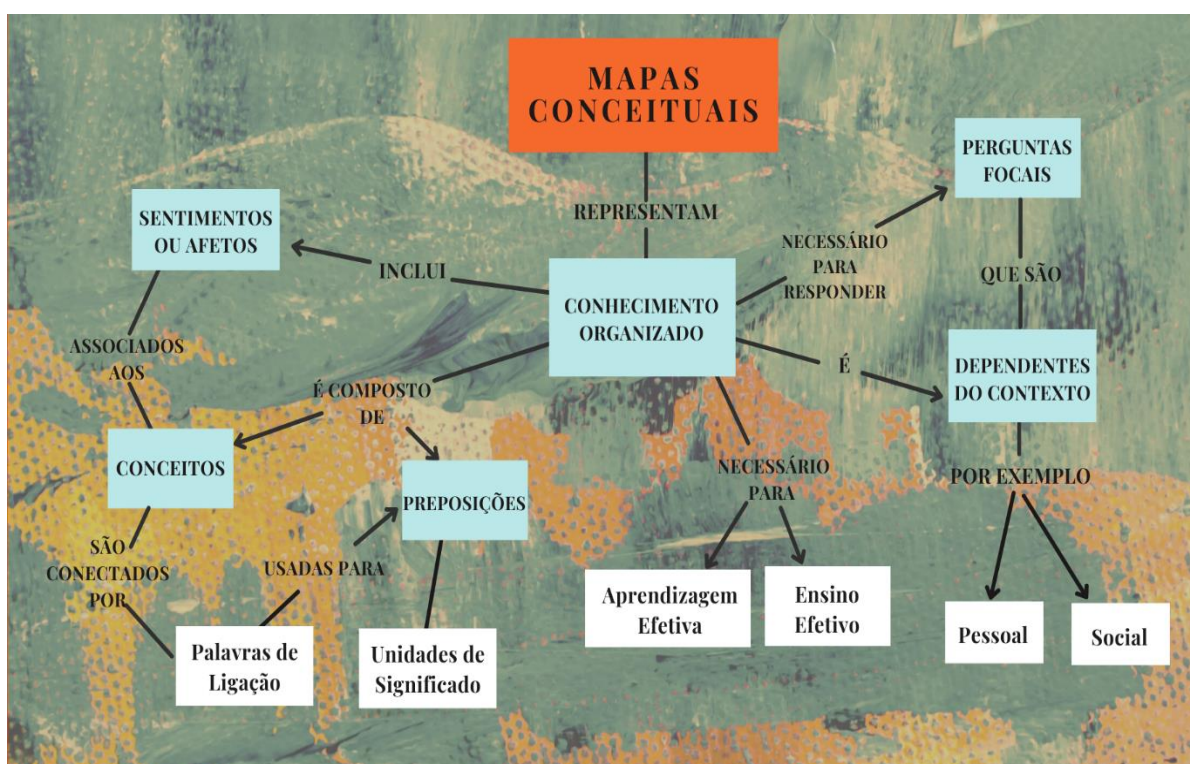 MAPAS
CONCEITUAIS
REPRESENTAM
CONHECIMENTO
ORGANIZADO
INCLUI
SENTIMENTOS
OU AFETOS
ASSOCIADOS
AOS
CONCEITOS
SÃO
CONECTADOS
POR
Palavras de
Ligação
USADAS PARA
É COMPOSTO
DE
PREPOSIÇÕES
Unidades de
Significado
NECESSÁRIO
PARA
Aprendizagem
Efetiva
Ensino
Efetivo
NECESSÁRIO
PARA
RESPONDER
PERGUNTAS
FOCAIS
QUE SÃO
É
DEPENDENTES
DO CONTEXTO
POR EXEMPLO
Pessoal
Social